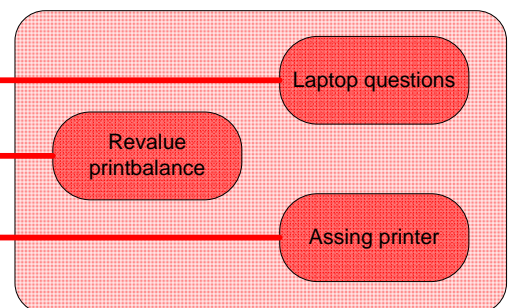 Laptop questions
Revalue
printbalance
Assing printer